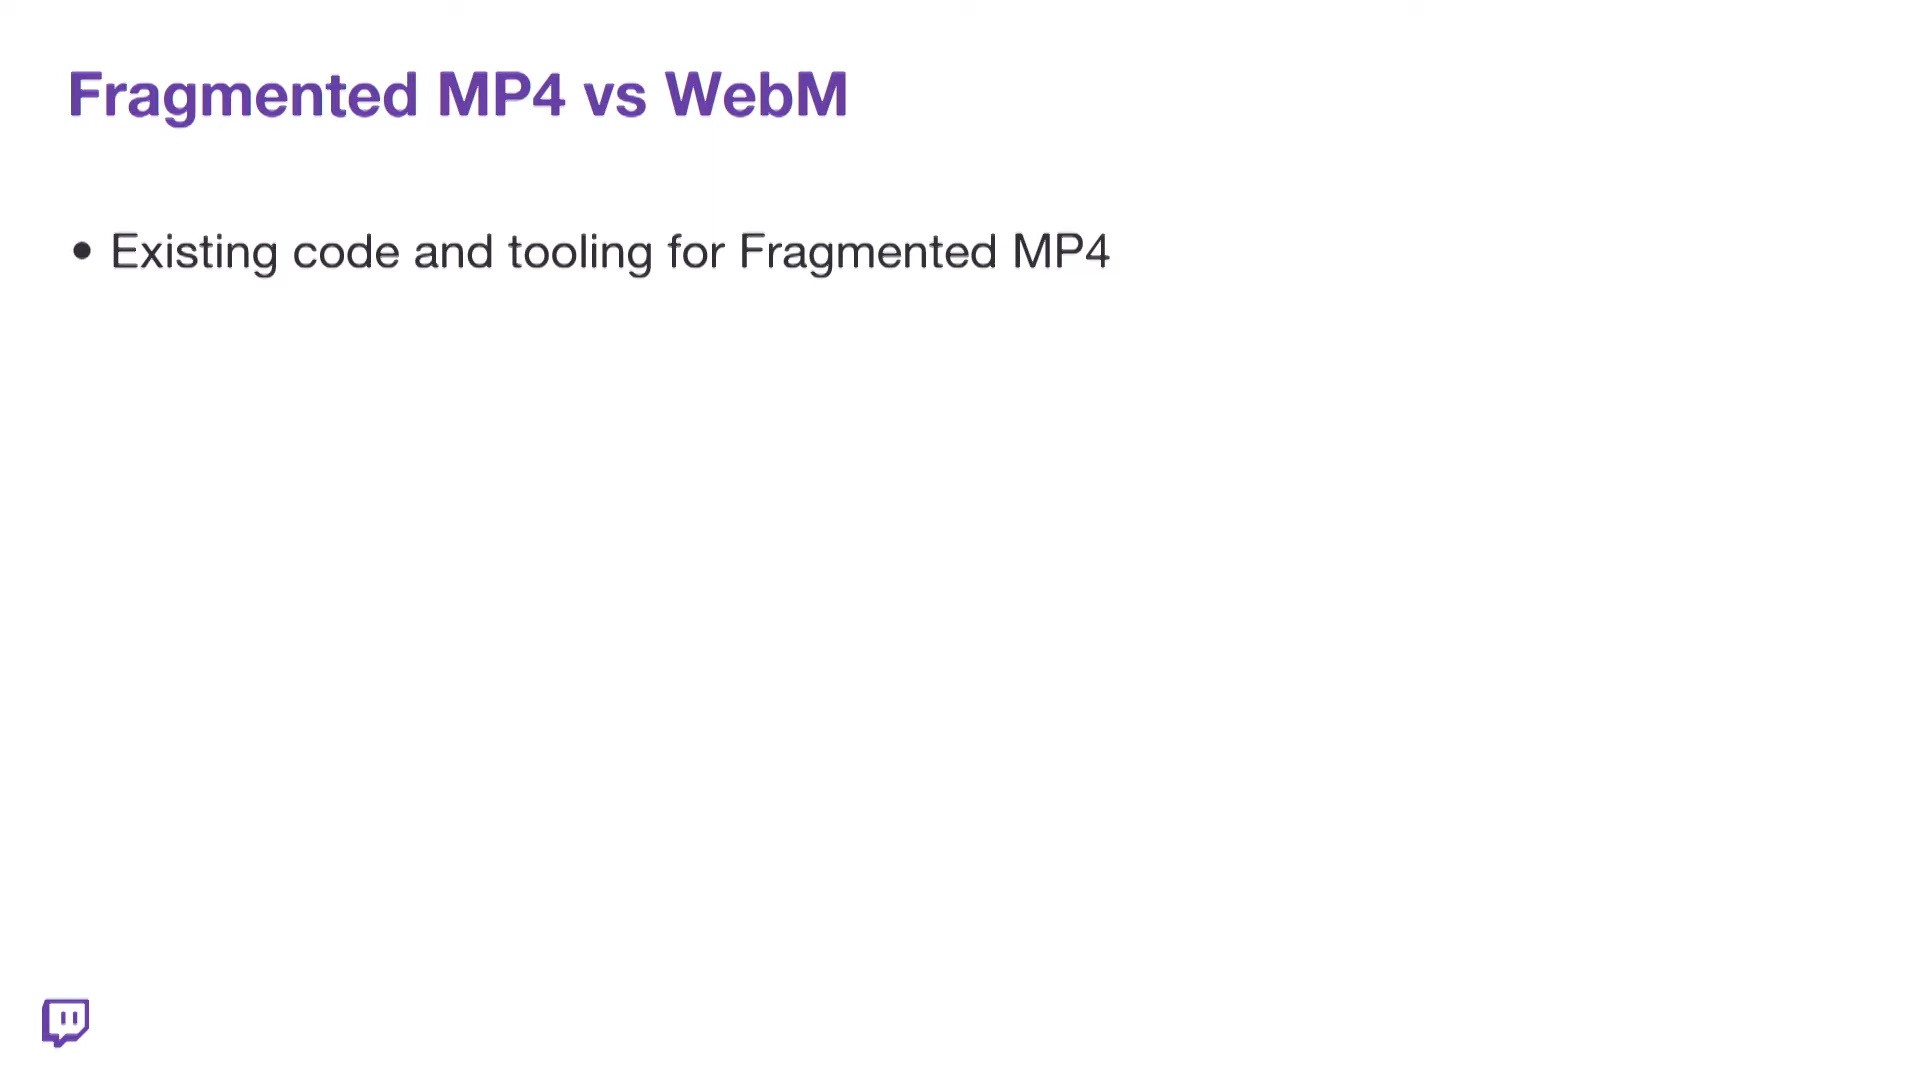 Fragmented MP4 vs WebM
• Existing code and tooling for Fragmented MP4